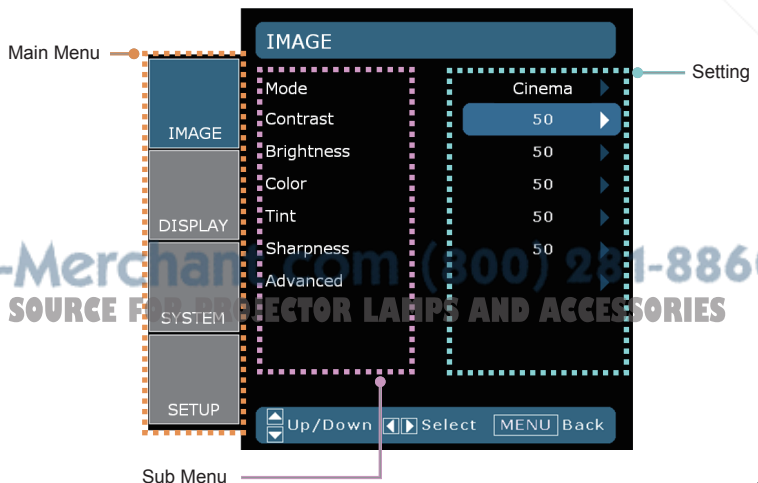 Main Menu
IMAGE
Setting
IMAGE
DISPLAY
SYSTEM
SETUP
Mode Cinema
Contrast 50
Brightness 50
Color 50
Tint 50
Sharpness 50
Advanced
-Merchant.com (800) 281-886
SOURCE FOR PROJECTOR LAMPS AND ACCESSORIES
Up/Down Select MENU Back
Sub Menu